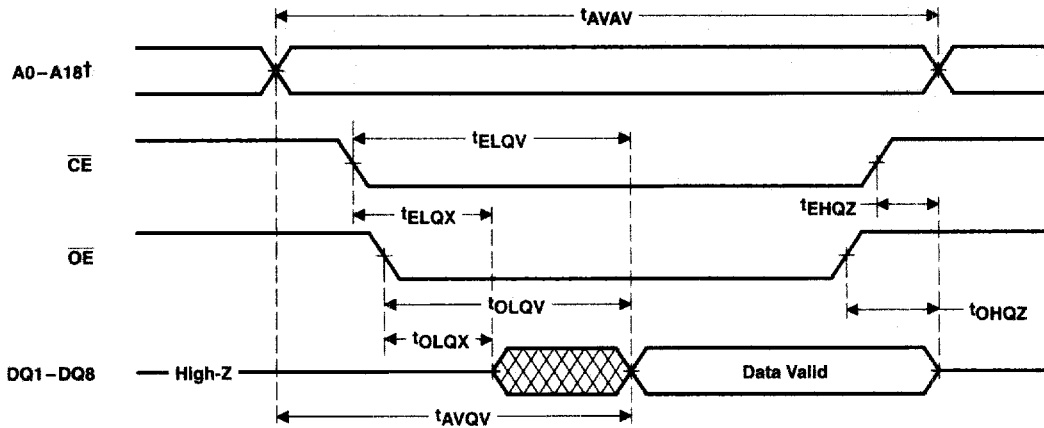 tAVAV
A0–A18†
tELQV
CE
tEHQZ
tELQX
OE
tOLQV
tOHQZ
tOLQX
DQ1–DQ8
High-Z
Data Valid
tAVQV